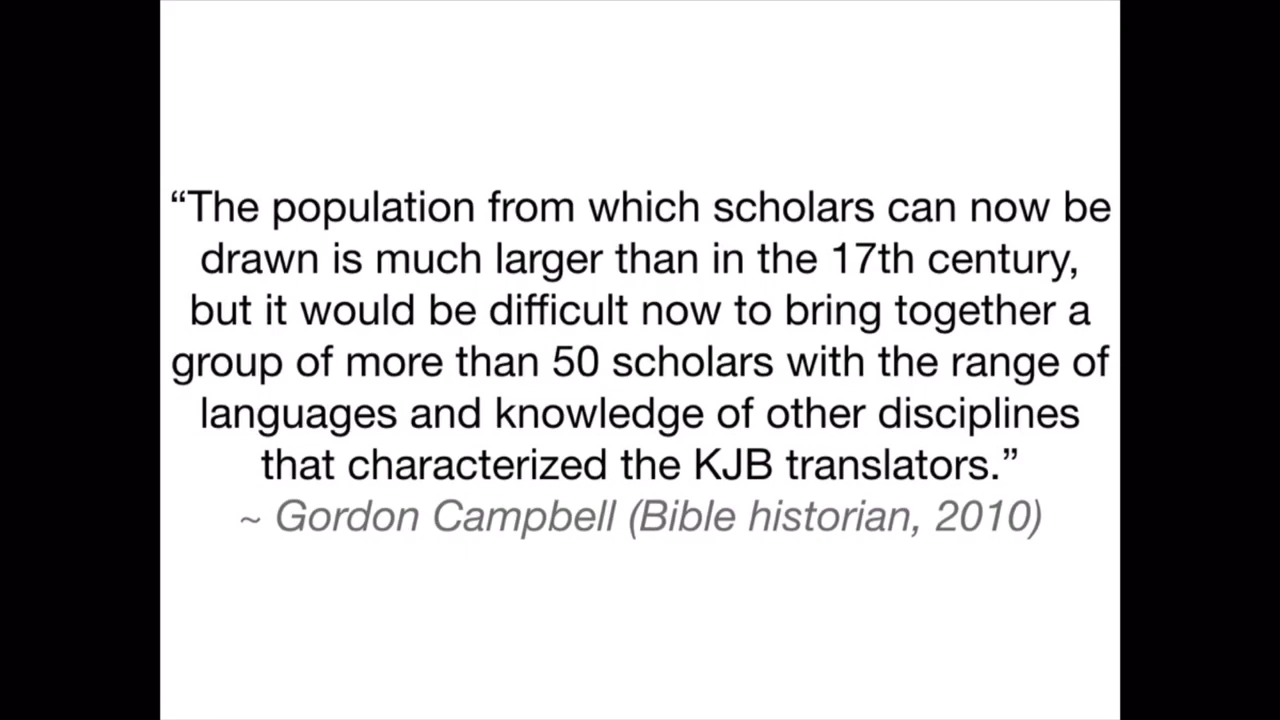 “The population from which scholars can now be
drawn is much larger than in the 17th century,
but it would be difficult now to bring together a
group of more than 50 scholars with the range of
languages and knowledge of other disciplines
that characterized the KJB translators.”
~ Gordon Campbell (Bible historian, 2010)